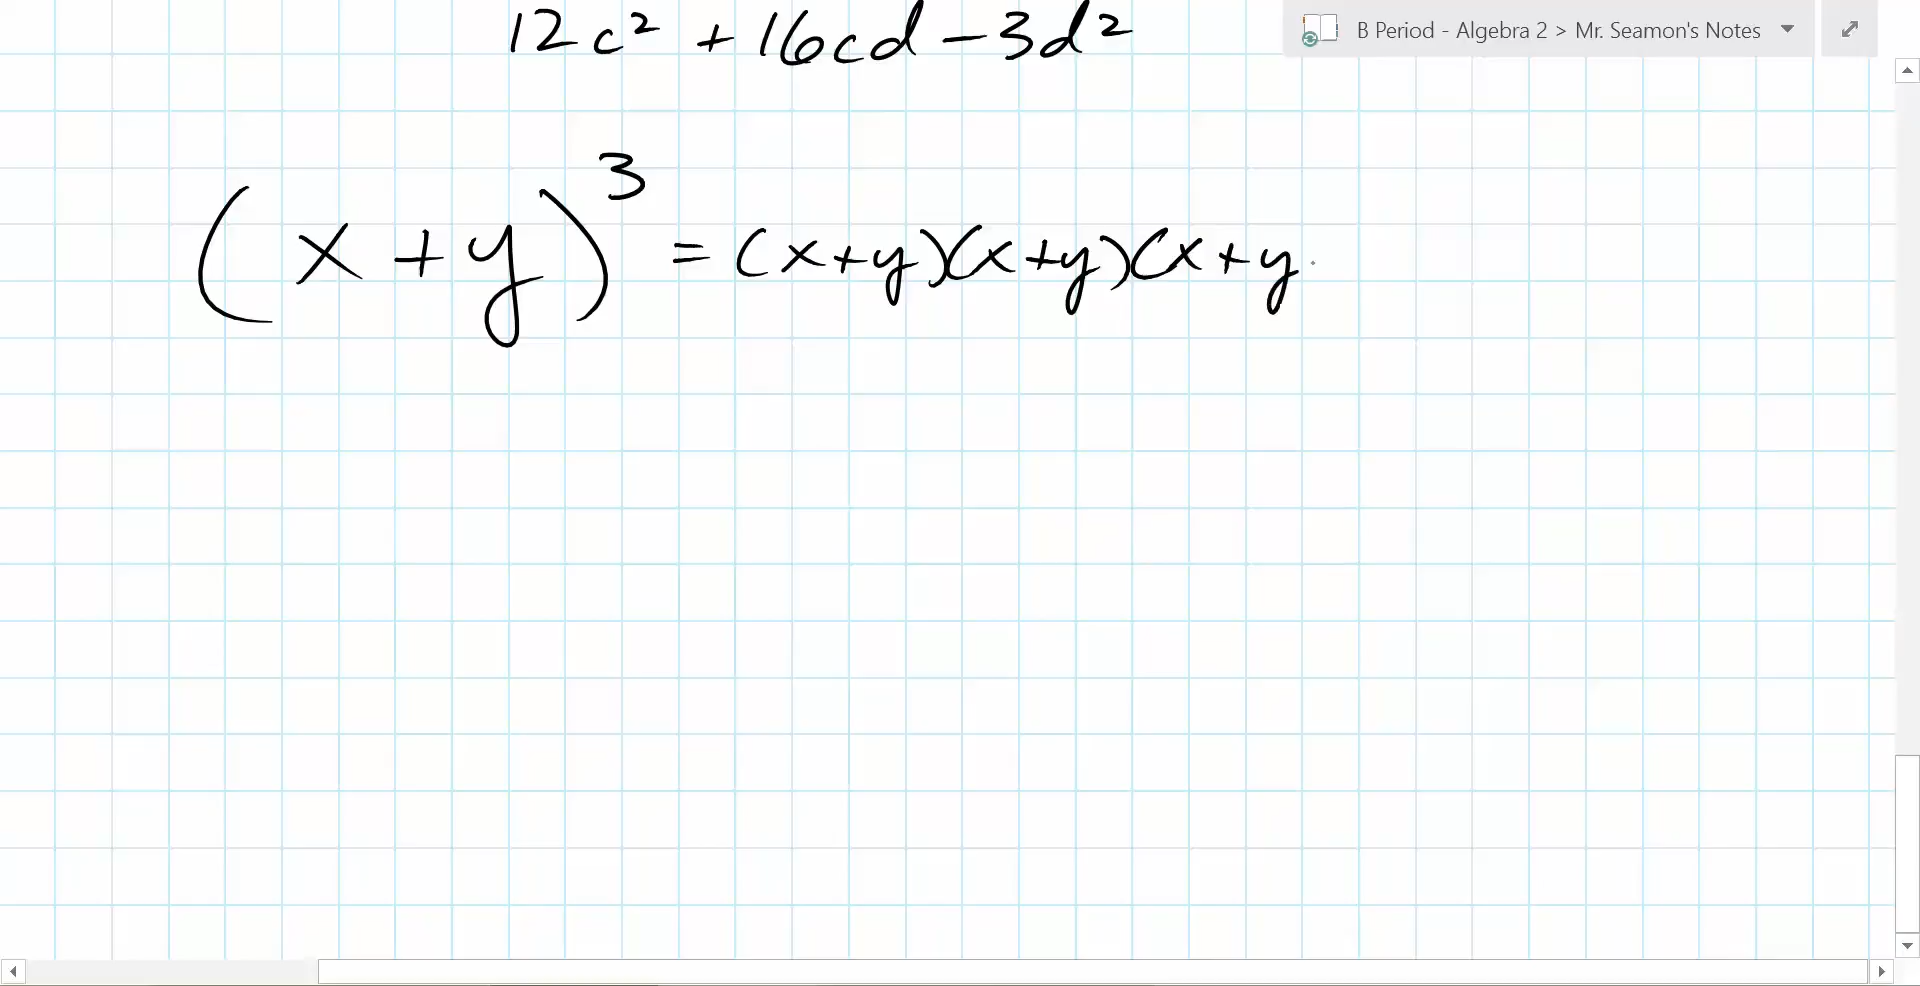 12c² + 16cd - 3d²
B Period - Algebra 2 > Mr. Seamon's Notes
(x + y)³ = (x+y)(x+y)(x+y